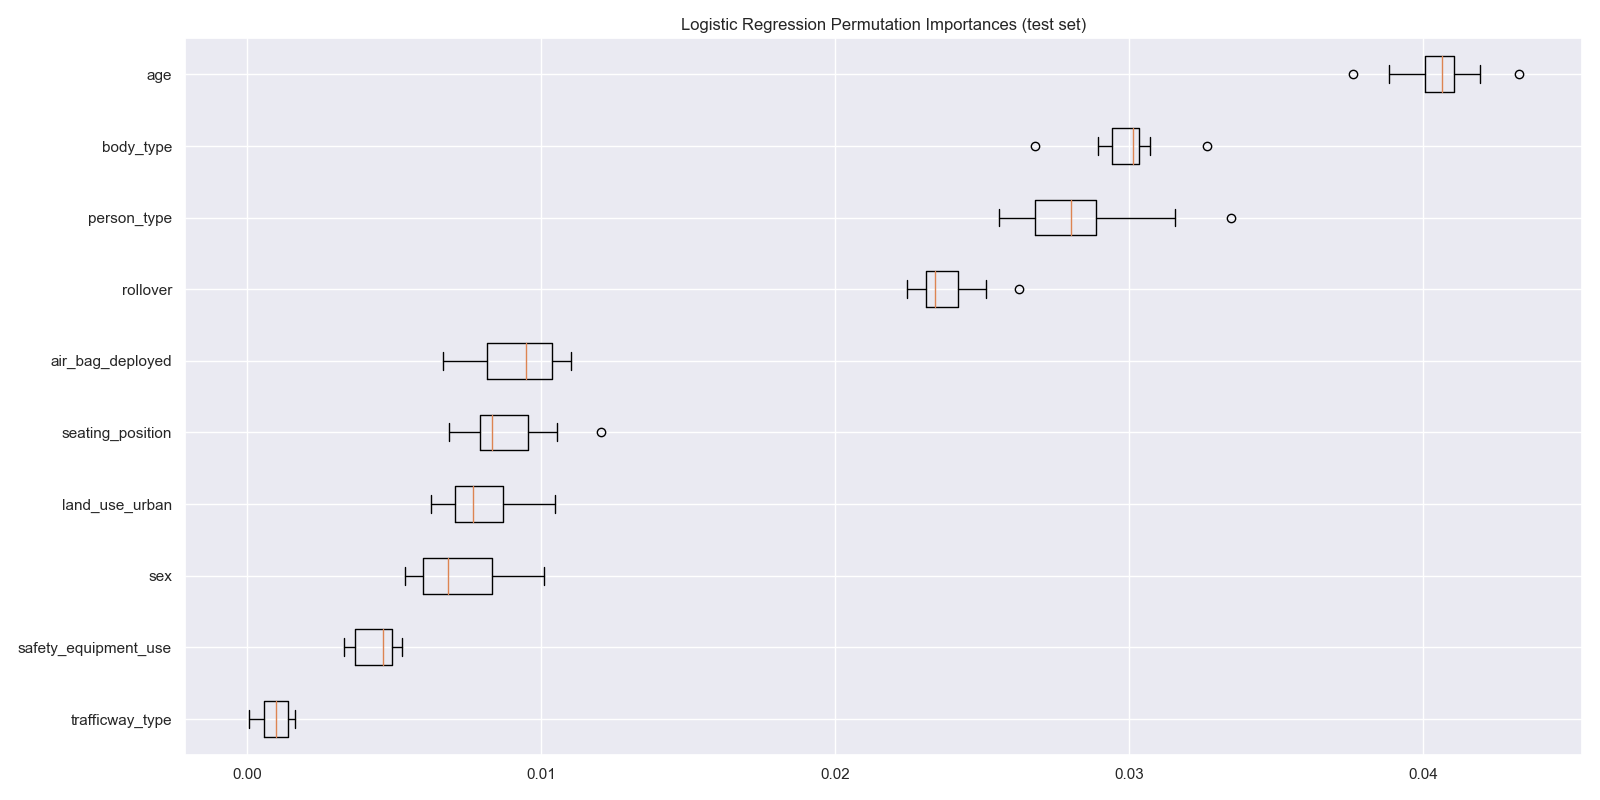 Logistic Regression Permutation Importances (test set)
age
body_type
person_type
rollover
air_bag_deployed
seating_position
land_use_urban
sex
safety_equipment_use
trafficway_type
0.00 0.01 0.02 0.03 0.04